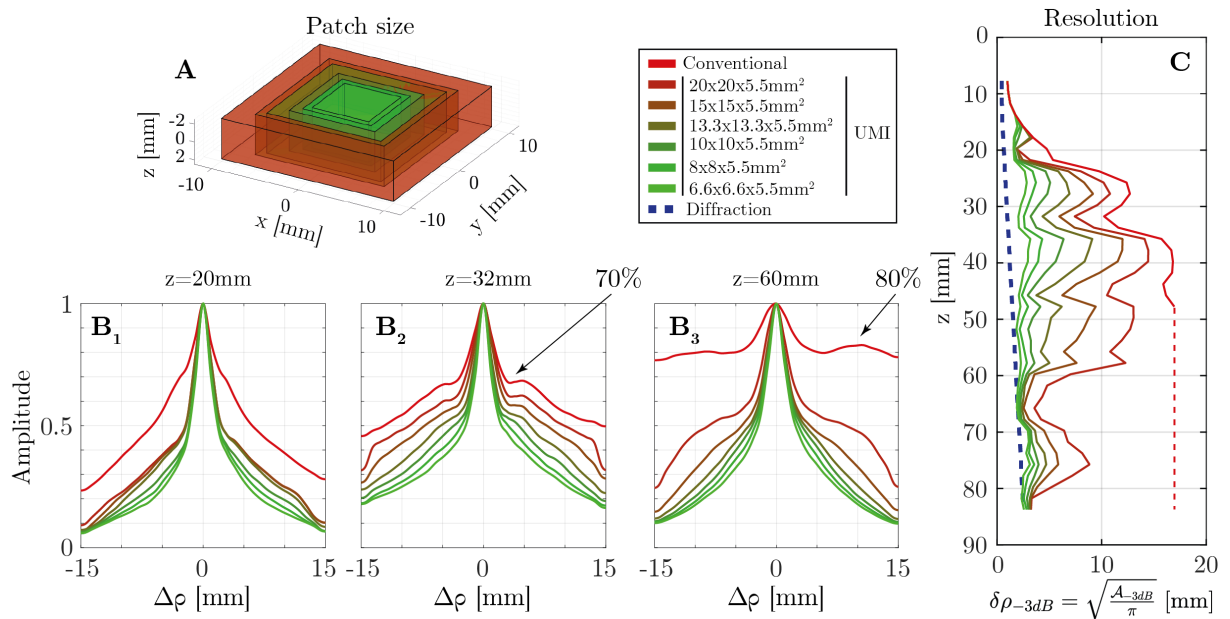 Patch size
A
-2
0
2
z [mm]
-10
0
10
x [mm]
-10
0
10
y [mm]
Conventional
20x20x5.5mm²
15x15x5.5mm²
13.3x13.3x5.5mm²
10x10x5.5mm²
8x8x5.5mm²
6.6x6.6x5.5mm²
Diffraction
UMI
z=20mm
z=32mm
70%
z=60mm
80%
B₁
B₂
B₃
1
0.5
0
Amplitude
-15 0 15
-15 0 15
-15 0 15
Δρ [mm]
Δρ [mm]
Δρ [mm]
Resolution
C
0
10
20
30
40
50
60
70
80
90
z [mm]
0 10 20
δρ₋₃dB = √(A₋₃dB/π) [mm]